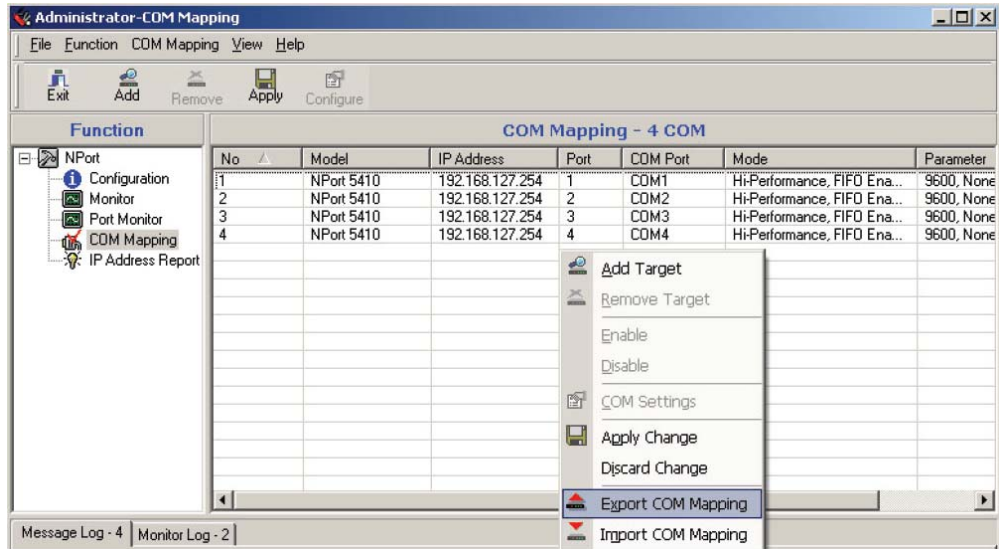 Administrator-COM Mapping
File Function COM Mapping View Help
Exit Add Remove Apply Configure
Function
COM Mapping - 4 COM
NPort
Configuration
Monitor
Port Monitor
COM Mapping
IP Address Report
No Model IP Address Port COM Port Mode Parameter
1 NPort 5410 192.168.127.254 1 COM1 Hi-Performance, FIFO Ena... 9600, None
2 NPort 5410 192.168.127.254 2 COM2 Hi-Performance, FIFO Ena... 9600, None
3 NPort 5410 192.168.127.254 3 COM3 Hi-Performance, FIFO Ena... 9600, None
4 NPort 5410 192.168.127.254 4 COM4 Hi-Performance, FIFO Ena... 9600, None
Add Target
Remove Target
Enable
Disable
COM Settings
Apply Change
Discard Change
Export COM Mapping
Import COM Mapping
Message Log - 4 Monitor Log - 2